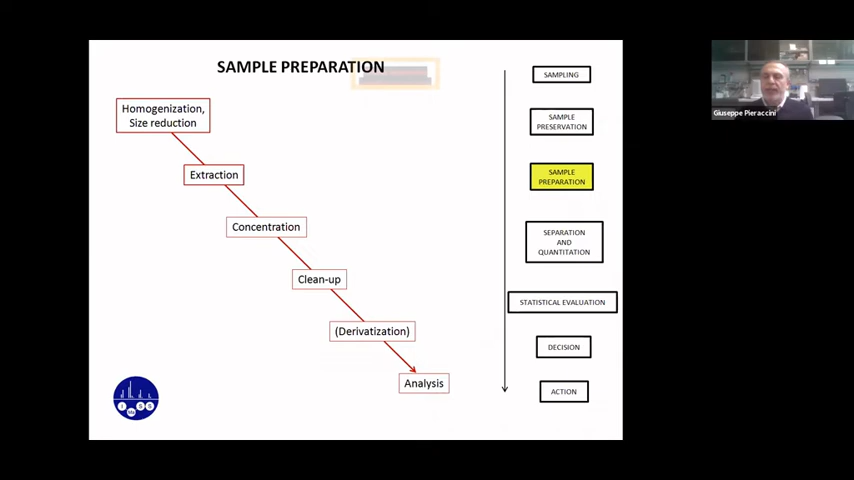 SAMPLE PREPARATION
Homogenization,
Size reduction
Extraction
Concentration
Clean-up
(Derivatization)
Analysis
SAMPLING
SAMPLE
PRESERVATION
SAMPLE
PREPARATION
SEPARATION
AND
QUANTITATION
STATISTICAL EVALUATION
DECISION
ACTION
Giuseppe Pieraccini